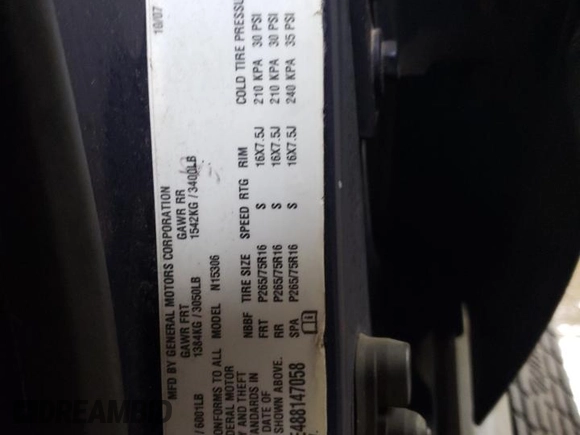 10/07
MFD BY GENERAL MOTORS CORPORATION
GAWR FRT GAWR RR
/ 6801LB 1384KG / 3050LB 1542KG / 3400LB
ONFORMS TO ALL MODEL N15306
DERAL MOTOR
Y AND THEFT NBBF TIRE SIZE SPEED RTG RIM COLD TIRE PRESSU
ANDARDS IN FRT P265/75R16 S 16X7.5J 210 KPA 30 PSI
DATE OF RR P265/75R16 S 16X7.5J 210 KPA 30 PSI
SHOWN ABOVE. SPA P265/75R16 S 16X7.5J 240 KPA 35 PSI
E488147058